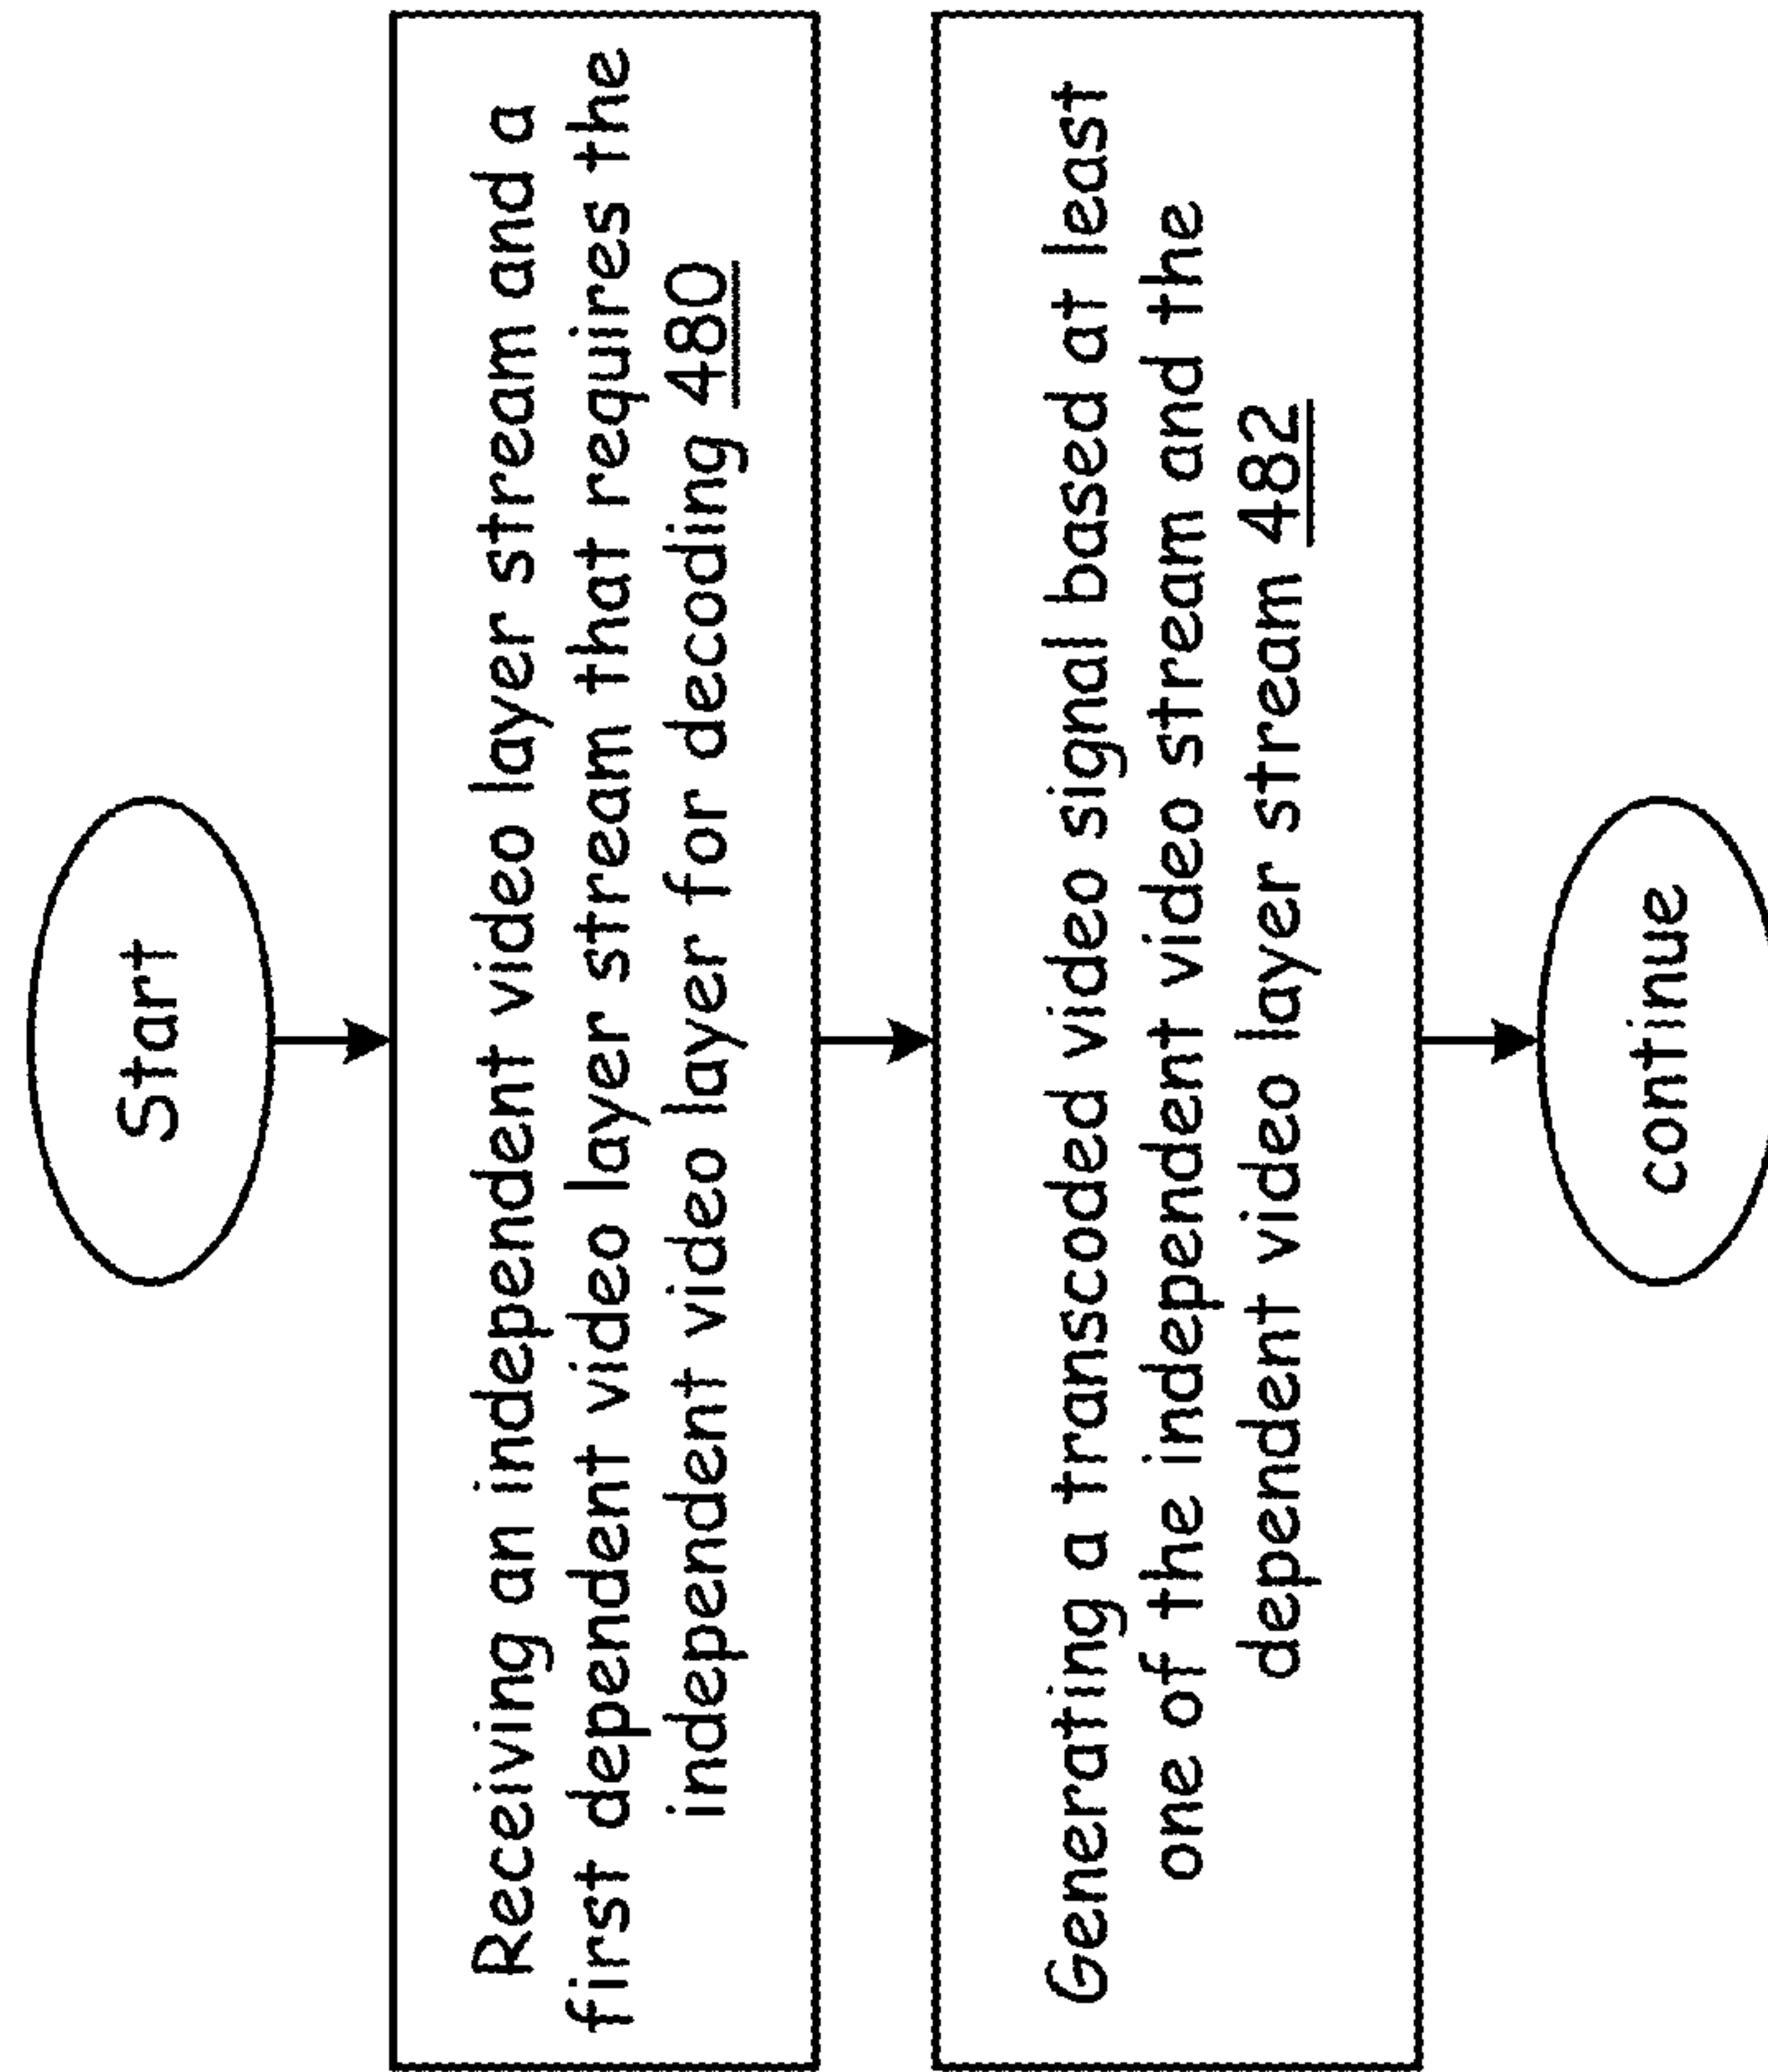 Start
Receiving an independent video layer stream and a
first dependent video layer stream that requires the
independent video layer for decoding 480
Generating a transcoded video signal based at least
one of the independent video stream and the
dependent video layer stream 482
continue